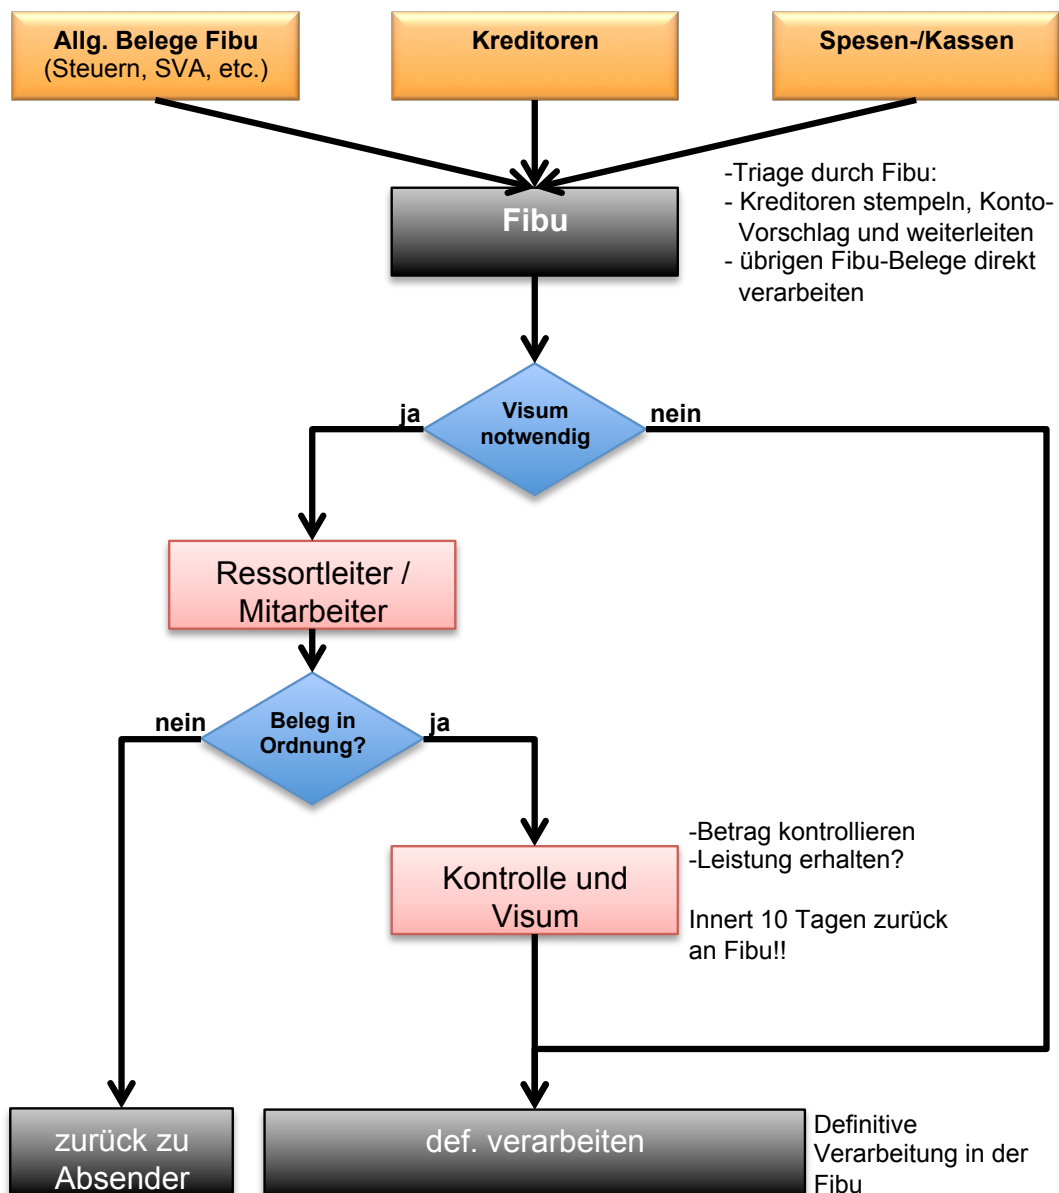 Allg. Belege Fibu
(Steuern, SVA, etc.)
Kreditoren
Spesen-/Kassen
-Triage durch Fibu:
- Kreditoren stempeln, Konto-
Vorschlag und weiterleiten
- übrigen Fibu-Belege direkt
verarbeiten
Fibu
ja
Visum
notwendig
nein
Ressortleiter /
Mitarbeiter
nein
Beleg in
Ordnung?
ja
-Betrag kontrollieren
-Leistung erhalten?
Kontrolle und
Visum
Innert 10 Tagen zurück
an Fibu!!
zurück zu
Absender
def. verarbeiten
Definitive
Verarbeitung in der
Fibu